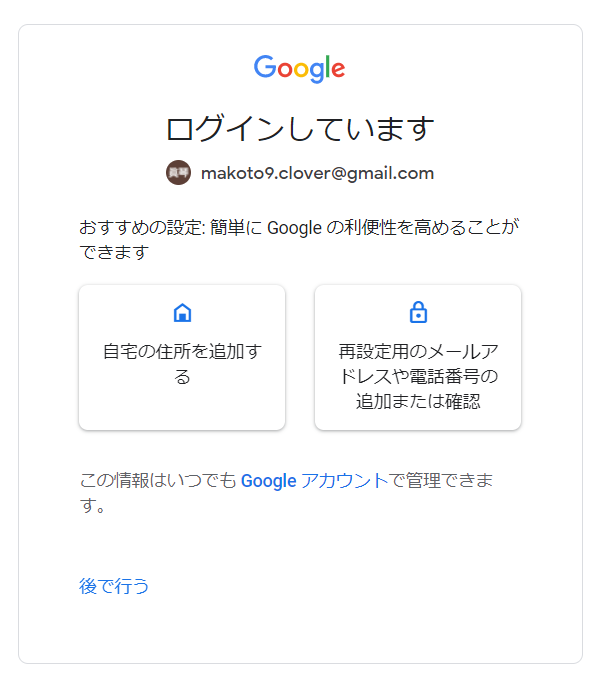 Google
ログインしています
makoto9.clover@gmail.com
おすすめの設定: 簡単に Google の利便性を高めることが
できます
自宅の住所を追加す
る
再設定用のメールア
ドレスや電話番号の
追加または確認
この情報はいつでも Google アカウントで管理できま
す。
後で行う